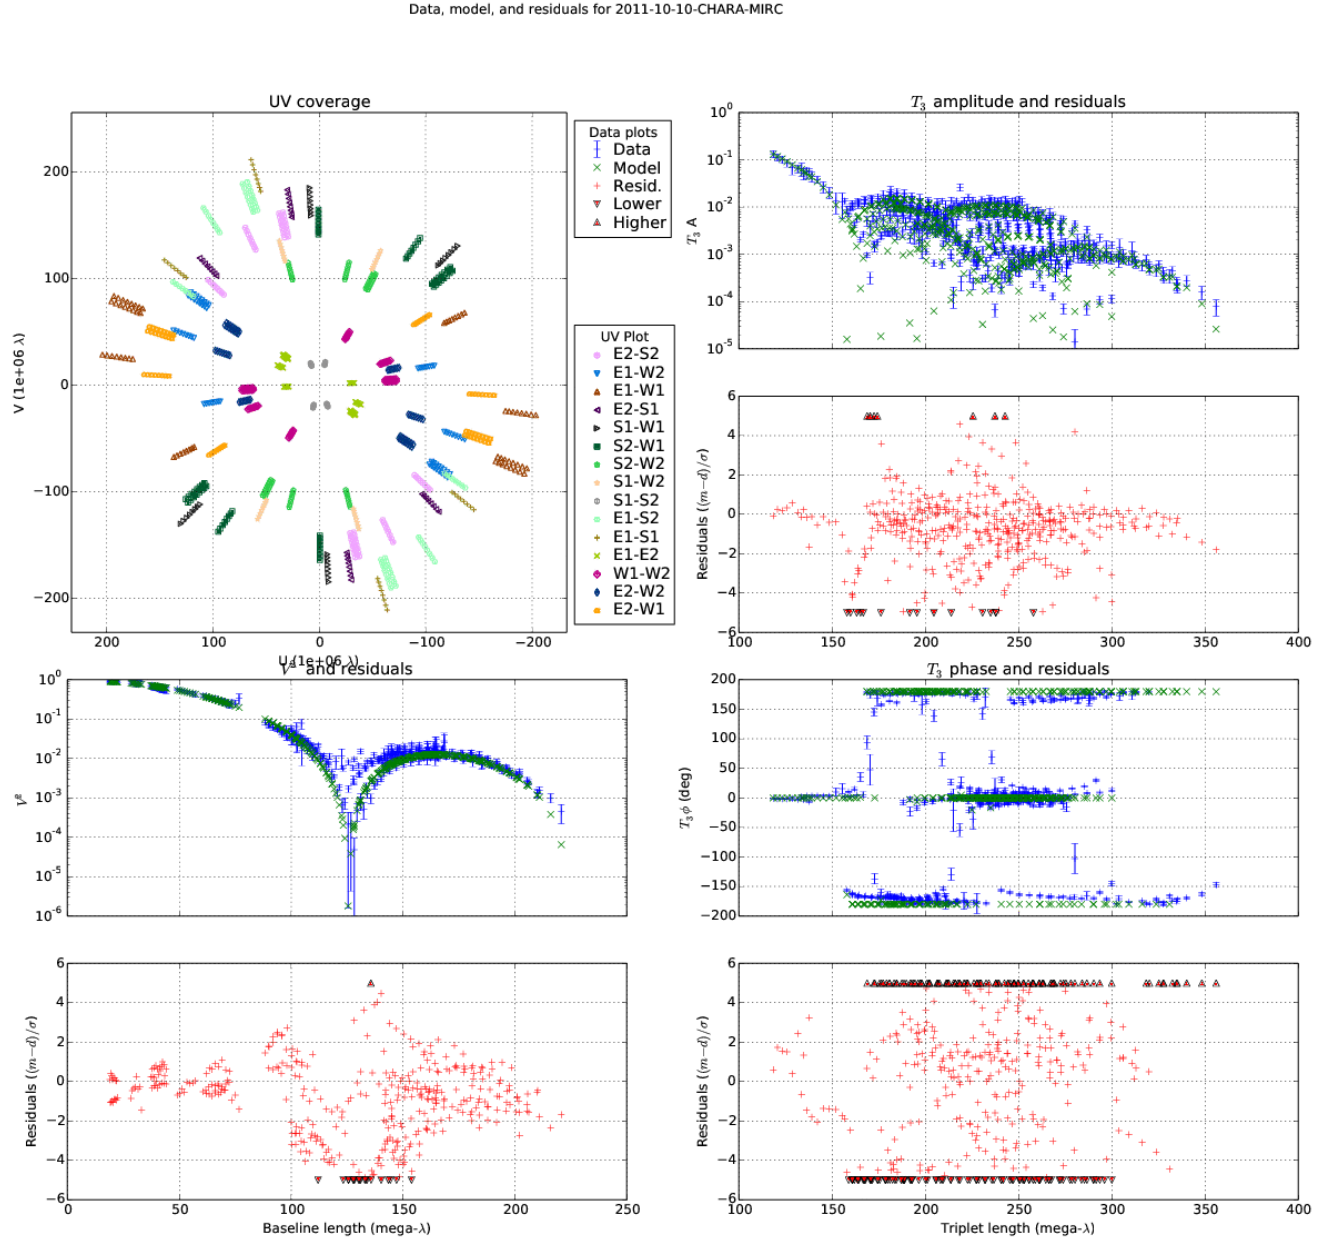 Data, model, and residuals for 2011-10-10-CHARA-MIRC
UV coverage
V (1e+06 λ)
200
100
0
−100
−200
200 100 0 −100 −200
U (1e+06 λ)
Data plots
Data
Model
Resid.
Lower
Higher
UV Plot
E2-S2
E1-W2
E1-W1
E2-S1
S1-W1
S2-W1
S2-W2
S1-W2
S1-S2
E1-S2
E1-S1
E1-E2
W1-W2
E2-W2
E2-W1
T₃ amplitude and residuals
T₃ A
10⁰
10⁻¹
10⁻²
10⁻³
10⁻⁴
10⁻⁵
Residuals ((m−d)/σ)
6
4
2
0
−2
−4
−6
100 150 200 250 300 350 400
V² and residuals
V²
10⁰
10⁻¹
10⁻²
10⁻³
10⁻⁴
10⁻⁵
10⁻⁶
Residuals ((m−d)/σ)
6
4
2
0
−2
−4
−6
0 50 100 150 200 250
Baseline length (mega-λ)
T₃ phase and residuals
T₃ϕ (deg)
200
150
100
50
0
−50
−100
−150
−200
Residuals ((m−d)/σ)
6
4
2
0
−2
−4
−6
100 150 200 250 300 350 400
Triplet length (mega-λ)